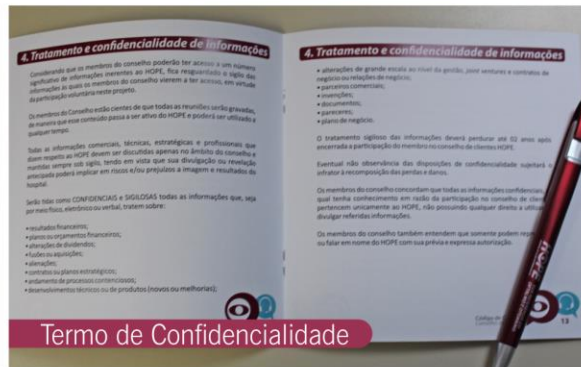 4. Tratamento e confidencialidade de informações
Considerando que os membros do conselho poderão ter acesso a um número
significativo de informações inerentes ao HOPE, fica resguardado o sigilo das
informações as quais os membros do conselho vierem a ter acesso, em virtude
da participação voluntária neste projeto.
Os membros do Conselho estão cientes de que todas as reuniões serão gravadas,
de maneira que esse conteúdo passa a ser ativo do HOPE e poderá ser utilizado a
qualquer tempo.
Todas as informações comerciais, técnicas, estratégicas e profissionais que
dizem respeito ao HOPE devem ser discutidas apenas no âmbito do conselho e
mantidas sempre sob sigilo, tendo em vista que sua divulgação ou revelação
antecipada poderá implicar em riscos e/ou prejuízos a imagem e resultados do
hospital.
Serão tidas como CONFIDENCIAIS e SIGILOSAS todas as informações que, seja
por meio físico, eletrônico ou verbal, tratem sobre:
• resultados financeiros;
• planos ou orçamentos financeiros;
• alterações de dividendos;
• fusões ou aquisições;
• alienações;
• contratos ou planos estratégicos;
• andamento de processos contenciosos;
• desenvolvimentos técnicos ou de produtos (novos ou melhorias);
4. Tratamento e confidencialidade de informações
• alterações de grande escala ao nível da gestão, joint ventures e contratos de
negócio ou relações de negócio;
• parceiros comerciais;
• invenções;
• documentos;
• pareceres;
• plano de negócio.
O tratamento sigiloso das informações deverá perdurar até 02 anos após
encerrada a participação do membro no conselho de clientes HOPE.
Eventual não observância das disposições de confidencialidade sujeitará o
infrator à recomposição das perdas e danos.
Os membros do conselho concordam que todas as informações confidenciais,
qual tenha conhecimento em razão da participação no conselho de
pertencem unicamente ao HOPE, não possuindo qualquer direito a
divulgar referidas informações.
Os membros do conselho também entendem que somente podem
ou falar em nome do HOPE com sua prévia e expressa autorização.
HOPE
Código de
13
Termo de Confidencialidade